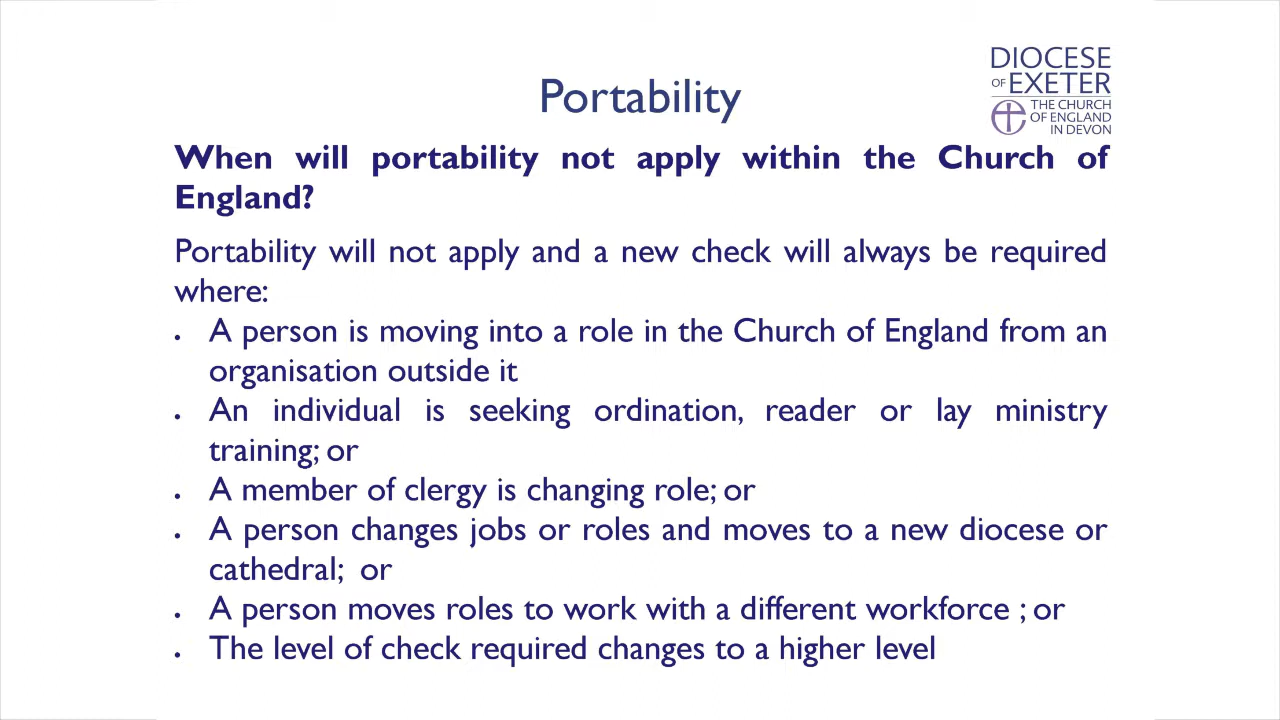 DIOCESE
OF EXETER
THE CHURCH
OF ENGLAND
IN DEVON
Portability
When will portability not apply within the Church of
England?
Portability will not apply and a new check will always be required
where:
• A person is moving into a role in the Church of England from an
organisation outside it
• An individual is seeking ordination, reader or lay ministry
training; or
• A member of clergy is changing role; or
• A person changes jobs or roles and moves to a new diocese or
cathedral; or
• A person moves roles to work with a different workforce ; or
• The level of check required changes to a higher level